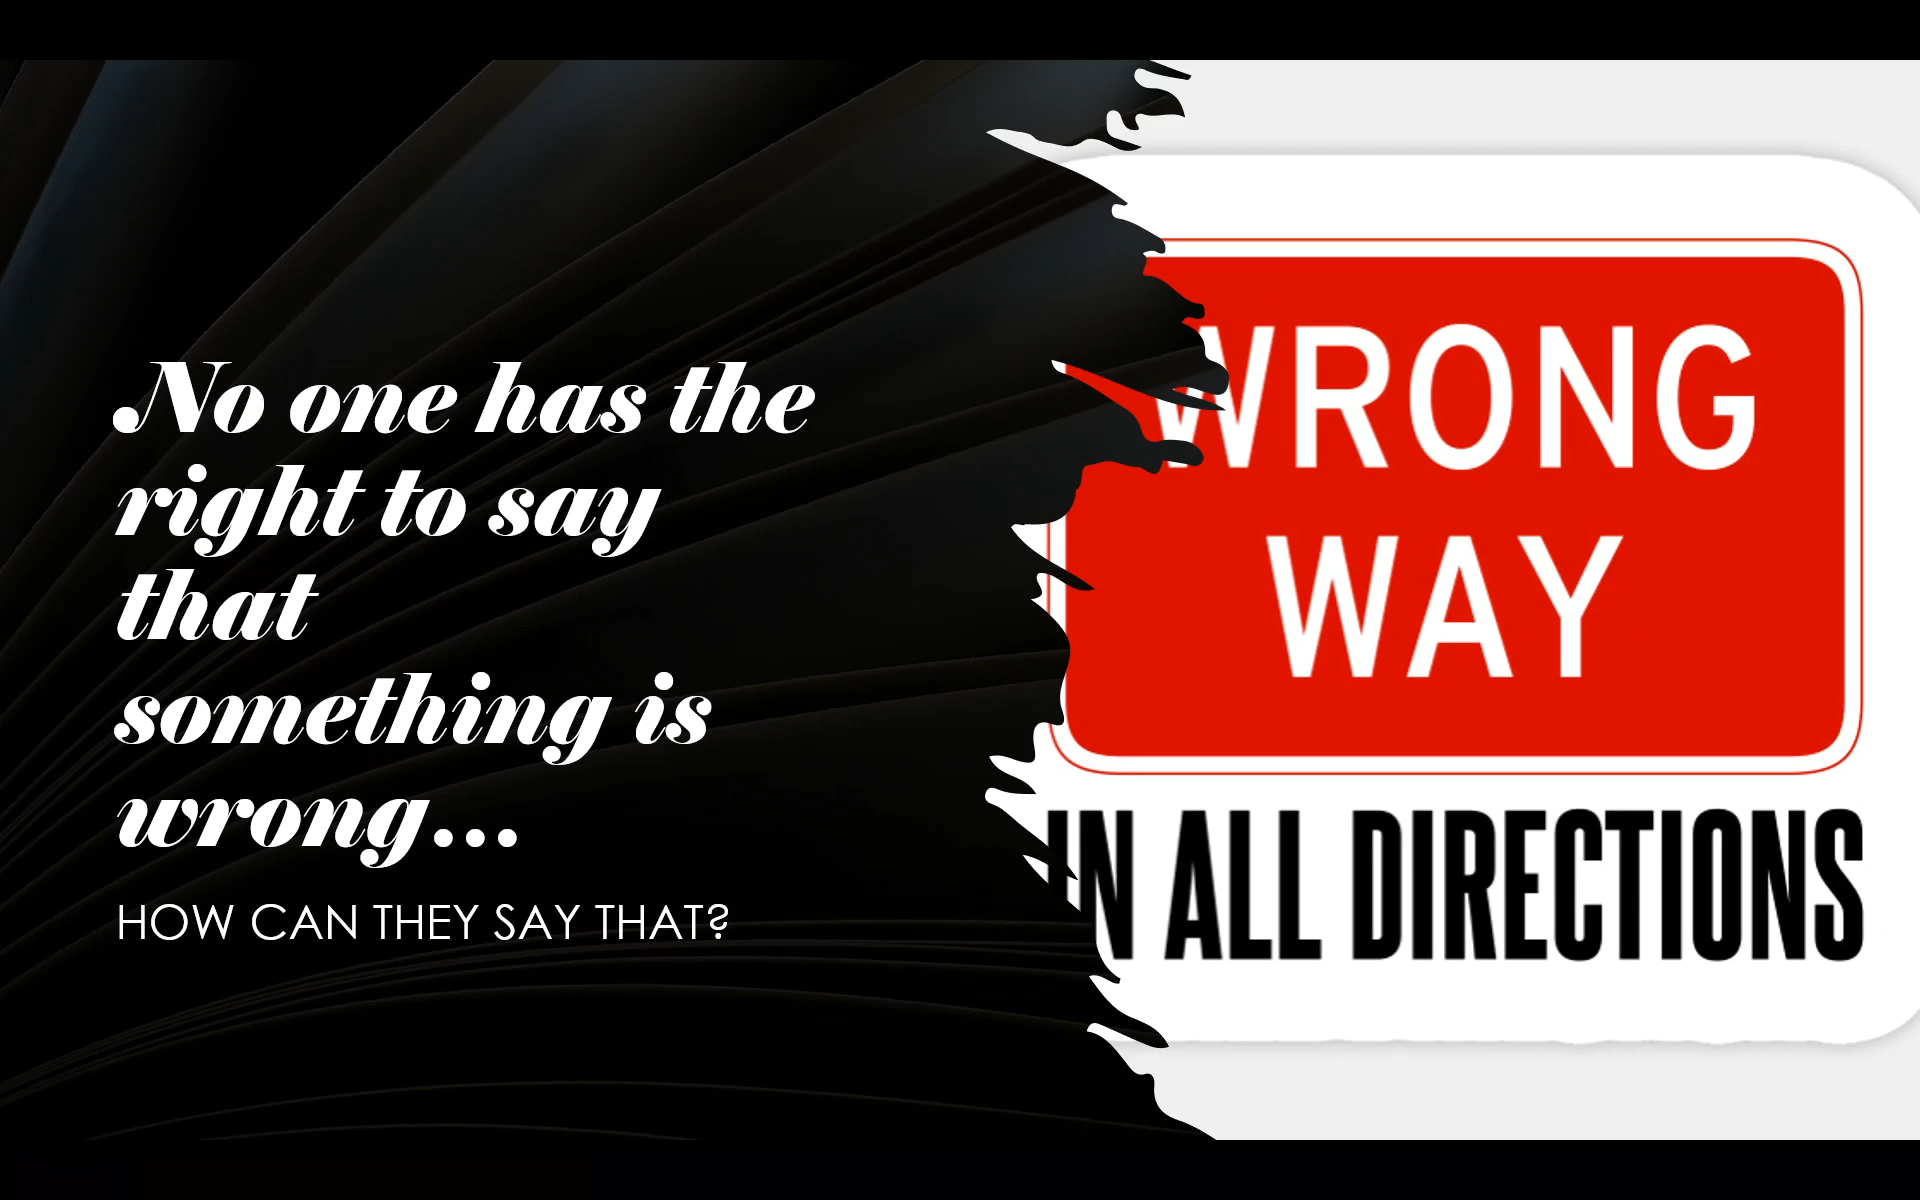 No one has the
right to say
that
something is
wrong...
HOW CAN THEY SAY THAT?
WRONG
WAY
IN ALL DIRECTIONS